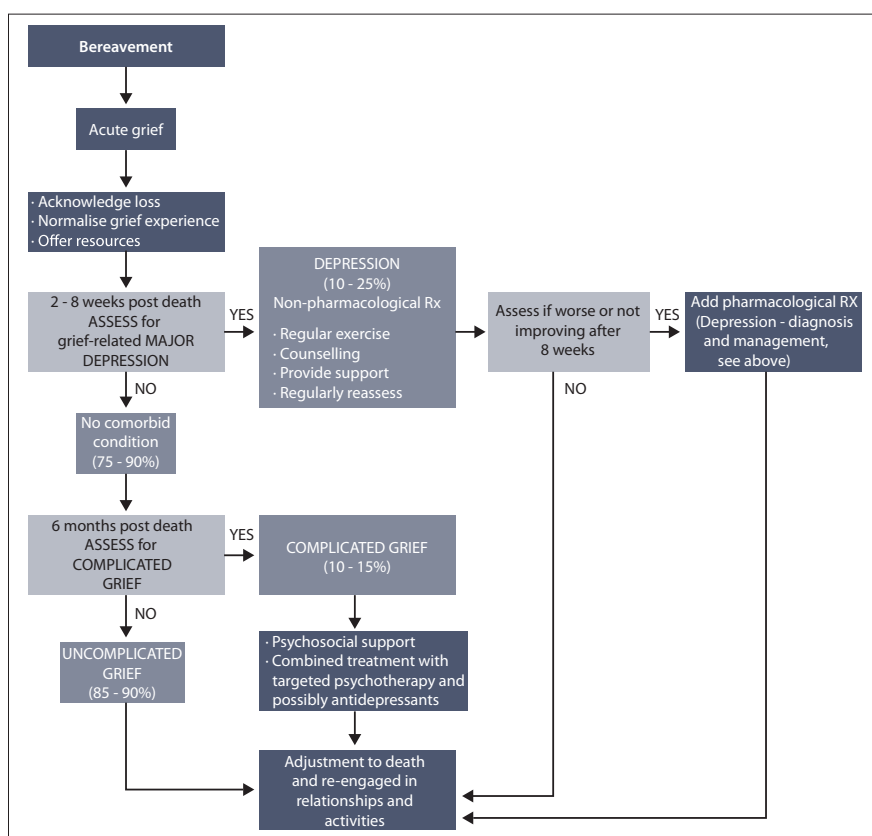 Bereavement
Acute grief
· Acknowledge loss
· Normalise grief experience
· Offer resources
2 - 8 weeks post death
ASSESS for
grief-related MAJOR
DEPRESSION
YES
DEPRESSION
(10 - 25%)
Non-pharmacological Rx
· Regular exercise
· Counselling
· Provide support
· Regularly reassess
Assess if worse or not
improving after
8 weeks
YES
Add pharmacological RX
(Depression - diagnosis
and management,
see above)
NO
NO
No comorbid
condition
(75 - 90%)
6 months post death
ASSESS for
COMPLICATED
GRIEF
YES
COMPLICATED GRIEF
(10 - 15%)
NO
UNCOMPLICATED
GRIEF
(85 - 90%)
· Psychosocial support
· Combined treatment with
targeted psychotherapy and
possibly antidepressants
Adjustment to death
and re-engaged in
relationships and
activities